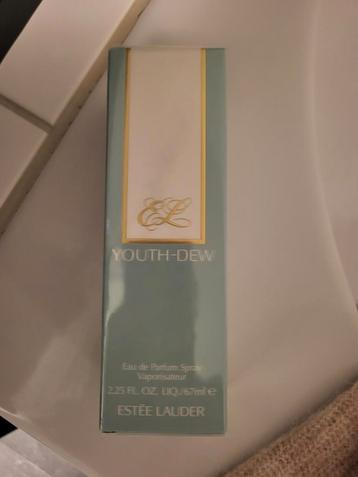 EL
YOUTH-DEW
Eau de Parfum Spray
Vaporisateur
2.25 FL. OZ. LIQ./67ml e
ESTĒE LAUDER